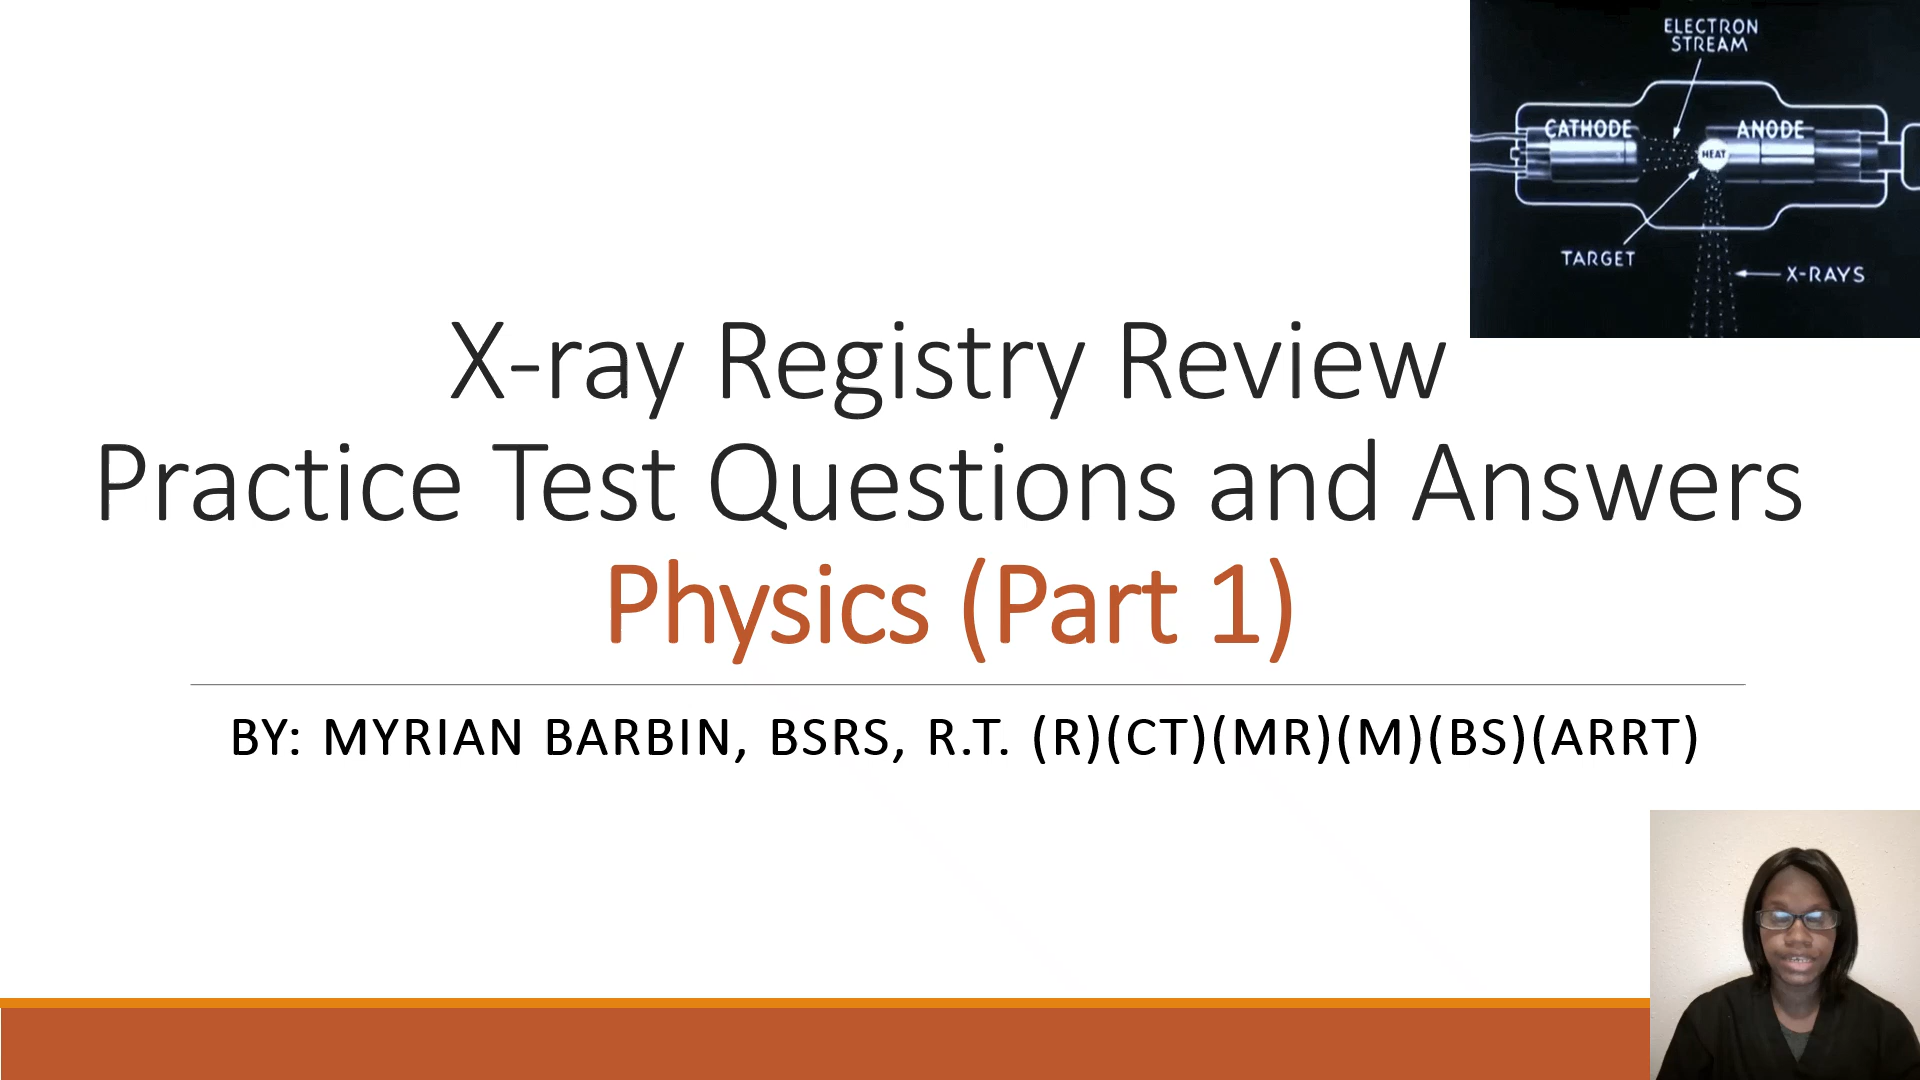 ELECTRON
STREAM
CATHODE
ANODE
HEAT
TARGET
X-RAYS
X-ray Registry Review
Practice Test Questions and Answers
Physics (Part 1)
BY: MYRIAN BARBIN, BSRS, R.T. (R)(CT)(MR)(M)(BS)(ARRT)